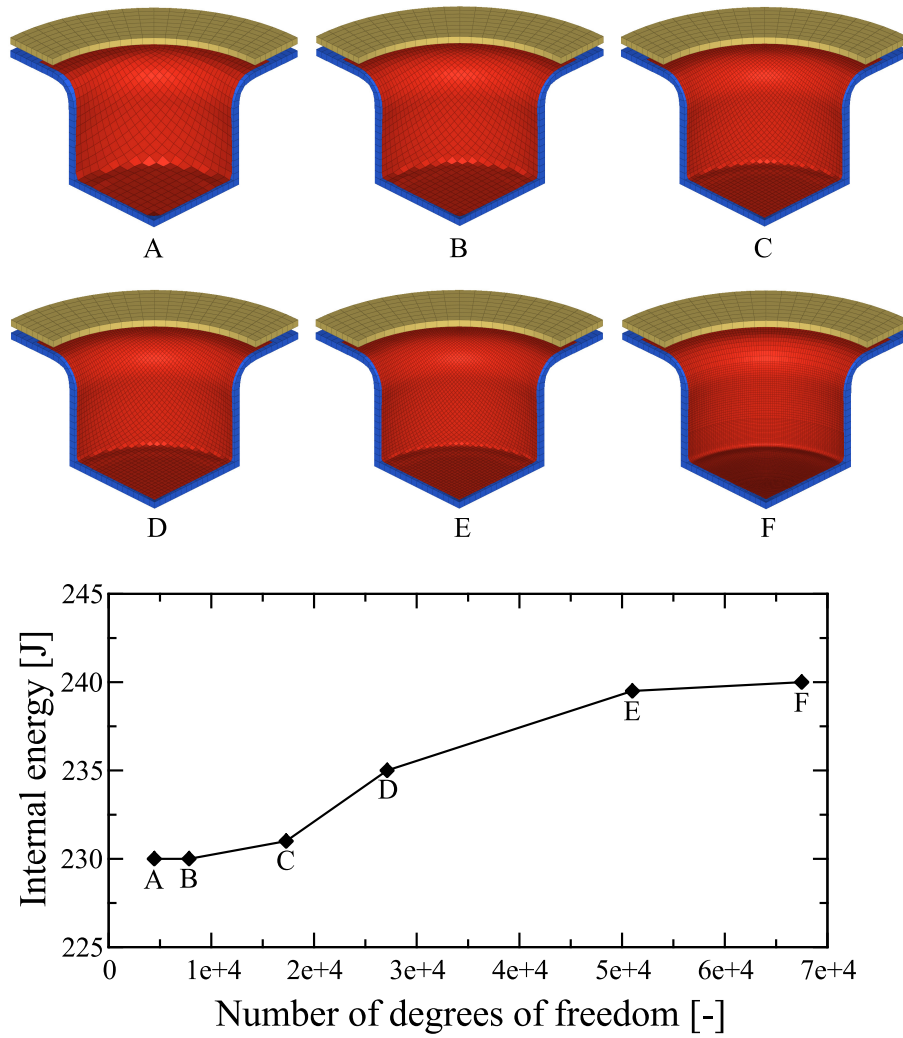 A B C
D E F
245
240
235
230
225
Internal energy [J]
A B C D E F
0 1e+4 2e+4 3e+4 4e+4 5e+4 6e+4 7e+4
Number of degrees of freedom [-]